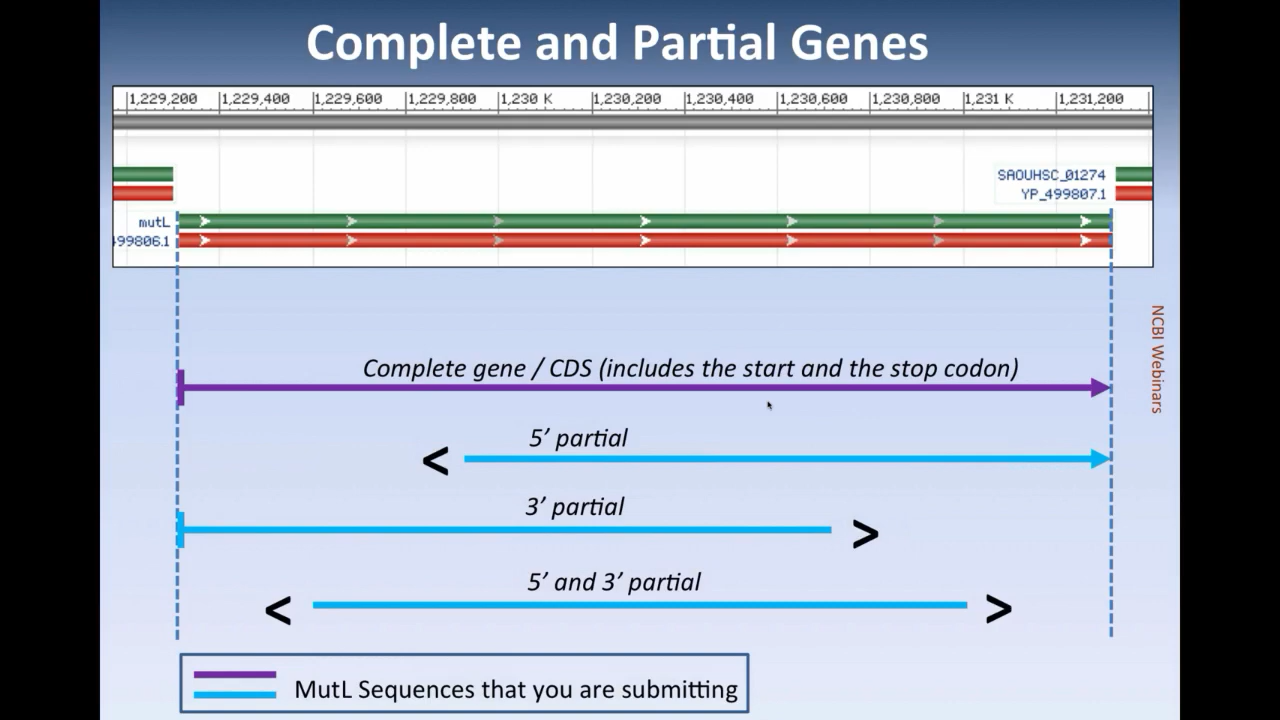 Complete and Partial Genes
1,229,200 1,229,400 1,229,600 1,229,800 1,230 K 1,230,200 1,230,400 1,230,600 1,230,800 1,231 K 1,231,200
SAOUHSC_01274
YP_499807.1
mutL
499806.1
NCBI Webinars
Complete gene / CDS (includes the start and the stop codon)
5’ partial
<
3’ partial
>
5’ and 3’ partial
< >
MutL Sequences that you are submitting